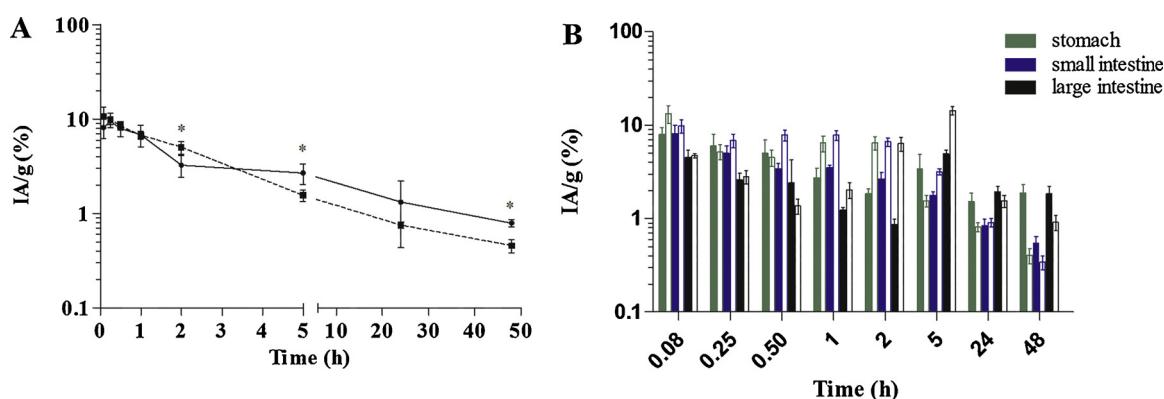 A
100
10
1
0.1
IA/g (%)
* * *
0 1 2 3 4 5 10 20 30 40 50
Time (h)
B
100
10
1
0.1
IA/g (%)
stomach
small intestine
large intestine
0.08 0.25 0.50 1 2 5 24 48
Time (h)